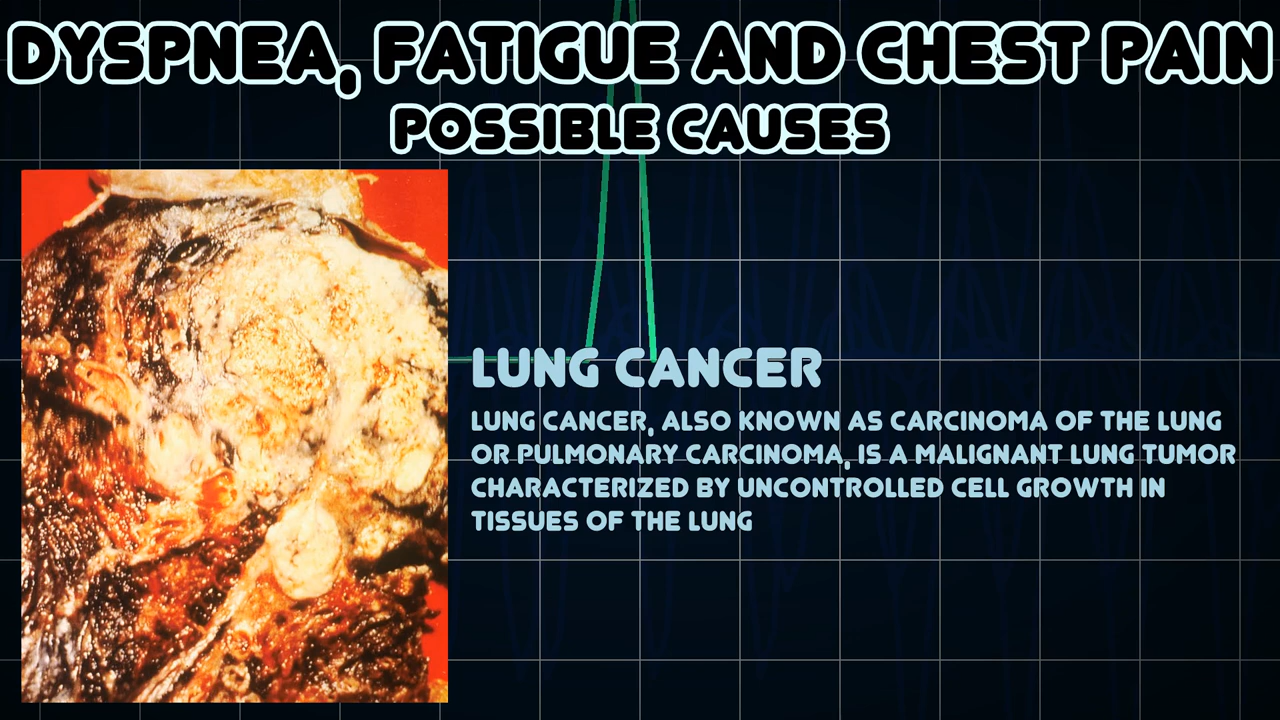 DYSPNEA, FATIGUE AND CHEST PAIN
POSSIBLE CAUSES
LUNG CANCER
LUNG CANCER, ALSO KNOWN AS CARCINOMA OF THE LUNG
OR PULMONARY CARCINOMA, IS A MALIGNANT LUNG TUMOR
CHARACTERIZED BY UNCONTROLLED CELL GROWTH IN
TISSUES OF THE LUNG